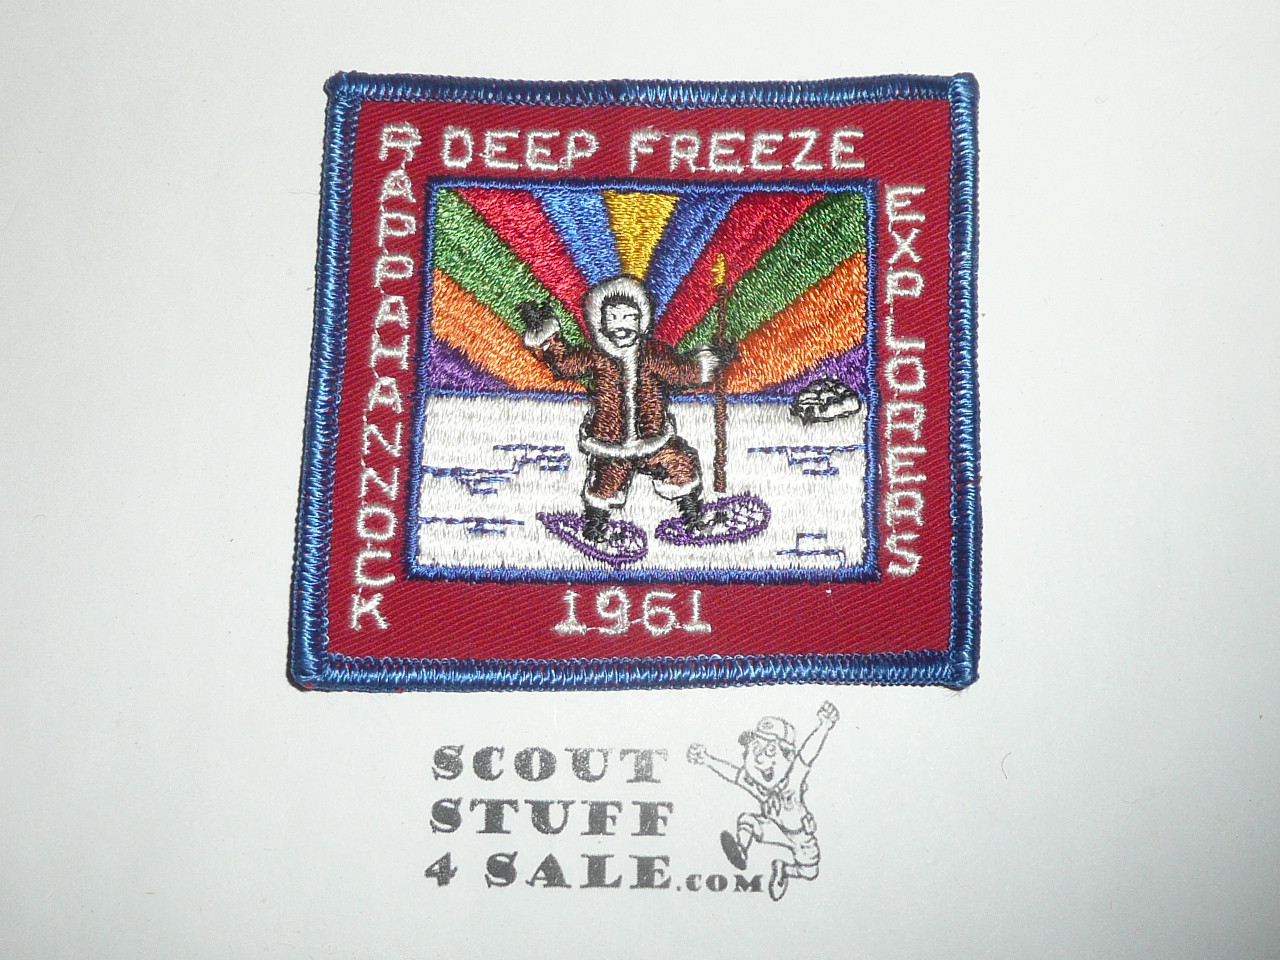 RAPPAHANNOCK
DEEP FREEZE
EXPLORERS
1961
SCOUT
STUFF
4 SALE.COM